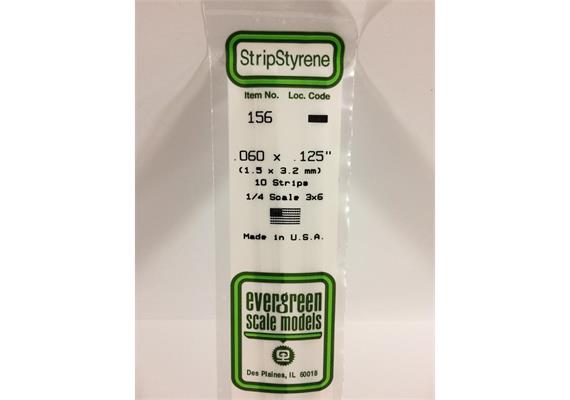 StripStyrene
Item No. Loc. Code
156
.060 x .125"
(1.5 x 3.2 mm)
10 Strips
1/4 Scale 3x6
Made in U.S.A.
evergreen
scale models
Des Plaines, IL 60018